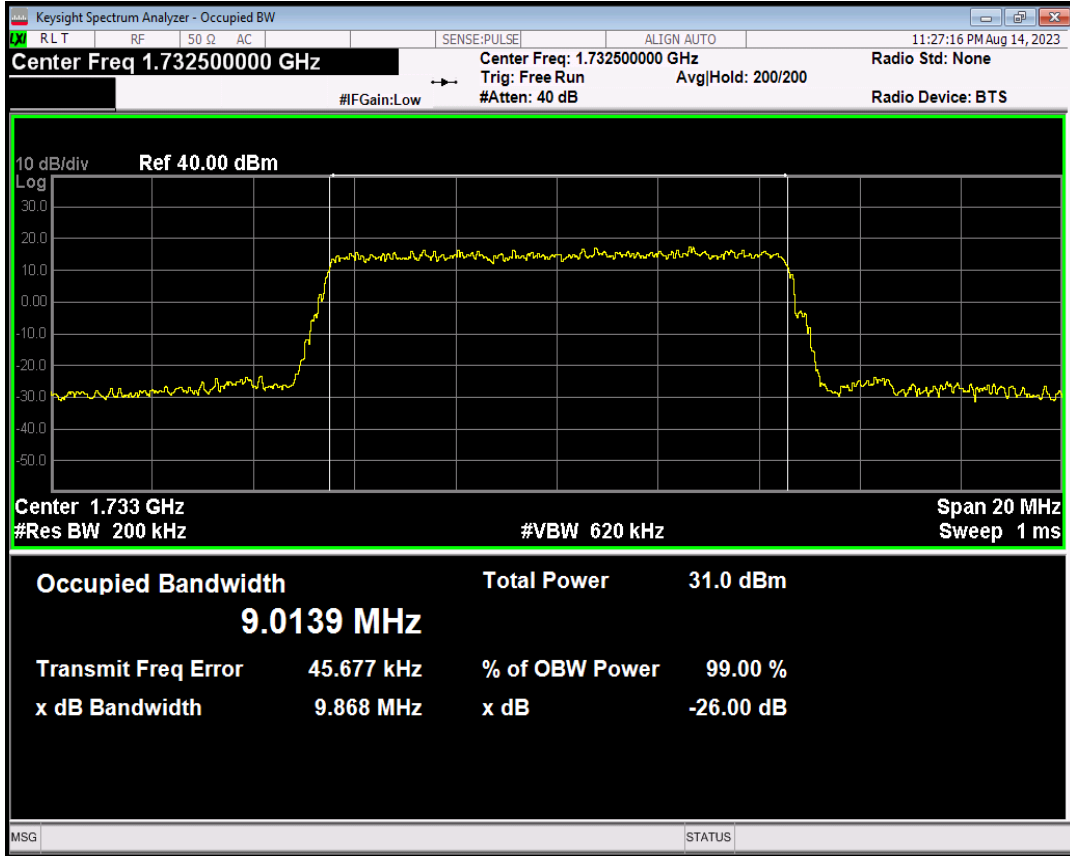 Keysight Spectrum Analyzer - Occupied BW
LXI RLT RF 50 Ω AC SENSE:PULSE ALIGN AUTO 11:27:16 PM Aug 14, 2023
Center Freq 1.732500000 GHz Center Freq: 1.732500000 GHz Radio Std: None
Trig: Free Run Avg|Hold: 200/200
#IFGain:Low #Atten: 40 dB Radio Device: BTS
10 dB/div Ref 40.00 dBm
Log
30.0
20.0
10.0
0.00
-10.0
-20.0
-30.0
-40.0
-50.0
Center 1.733 GHz Span 20 MHz
#Res BW 200 kHz #VBW 620 kHz Sweep 1 ms
Occupied Bandwidth Total Power 31.0 dBm
9.0139 MHz
Transmit Freq Error 45.677 kHz % of OBW Power 99.00 %
x dB Bandwidth 9.868 MHz x dB -26.00 dB
MSG STATUS